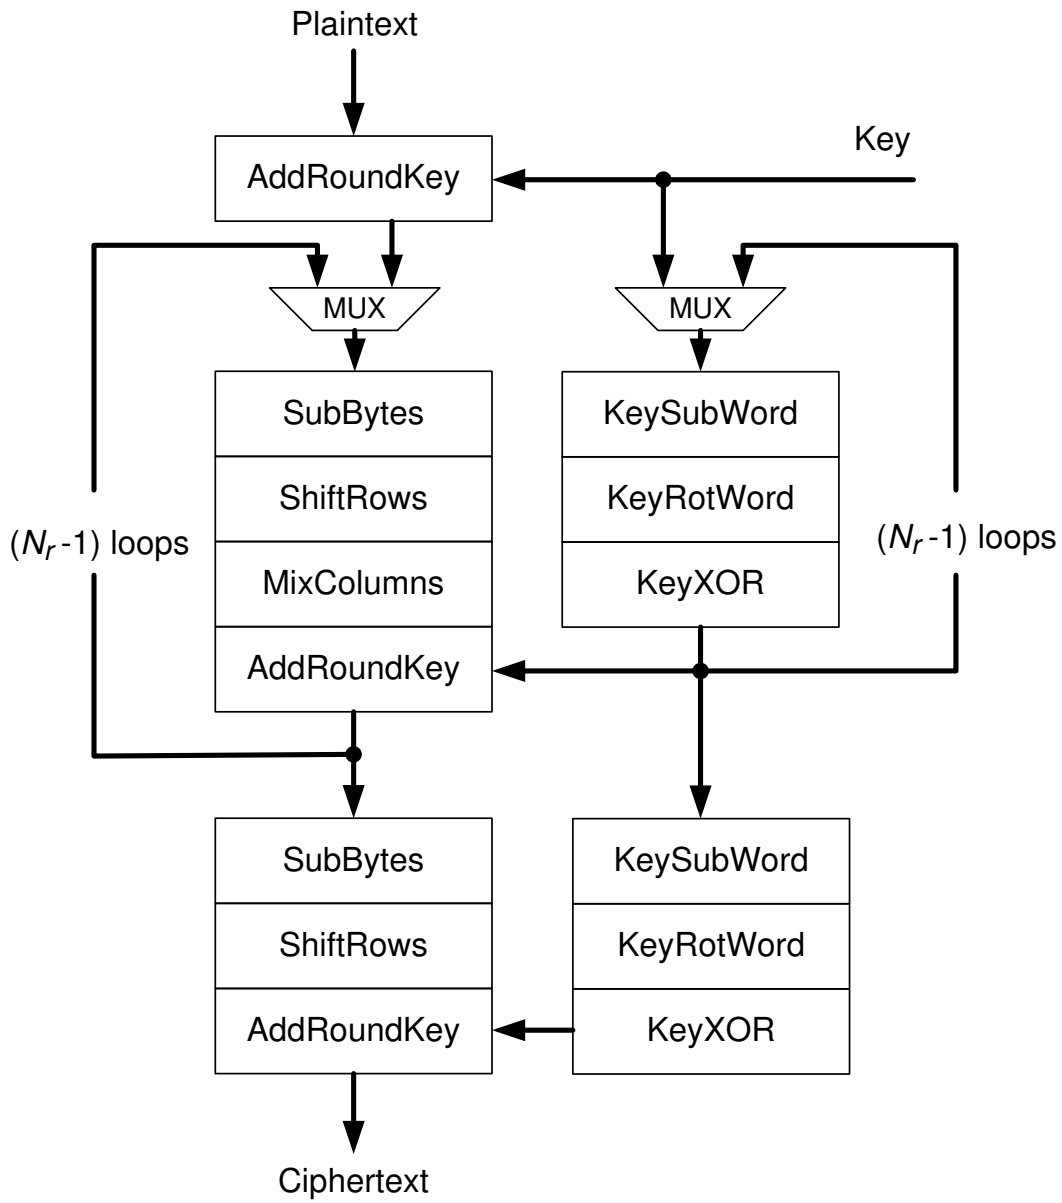 Plaintext
Key
AddRoundKey
MUX
MUX
SubBytes
KeySubWord
ShiftRows
KeyRotWord
(Nr -1) loops
(Nr -1) loops
MixColumns
KeyXOR
AddRoundKey
SubBytes
KeySubWord
ShiftRows
KeyRotWord
AddRoundKey
KeyXOR
Ciphertext